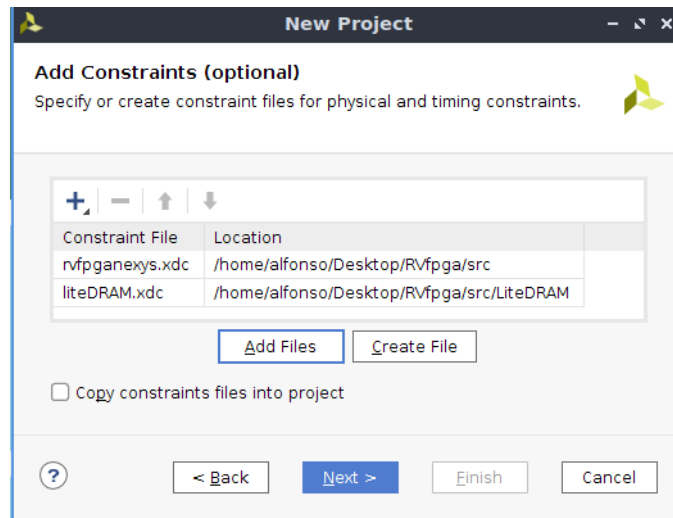 New Project
Add Constraints (optional)
Specify or create constraint files for physical and timing constraints.
Constraint File Location
rvfpganexys.xdc /home/alfonso/Desktop/RVfpga/src
liteDRAM.xdc /home/alfonso/Desktop/RVfpga/src/LiteDRAM
Add Files Create File
Copy constraints files into project
? < Back Next > Finish Cancel